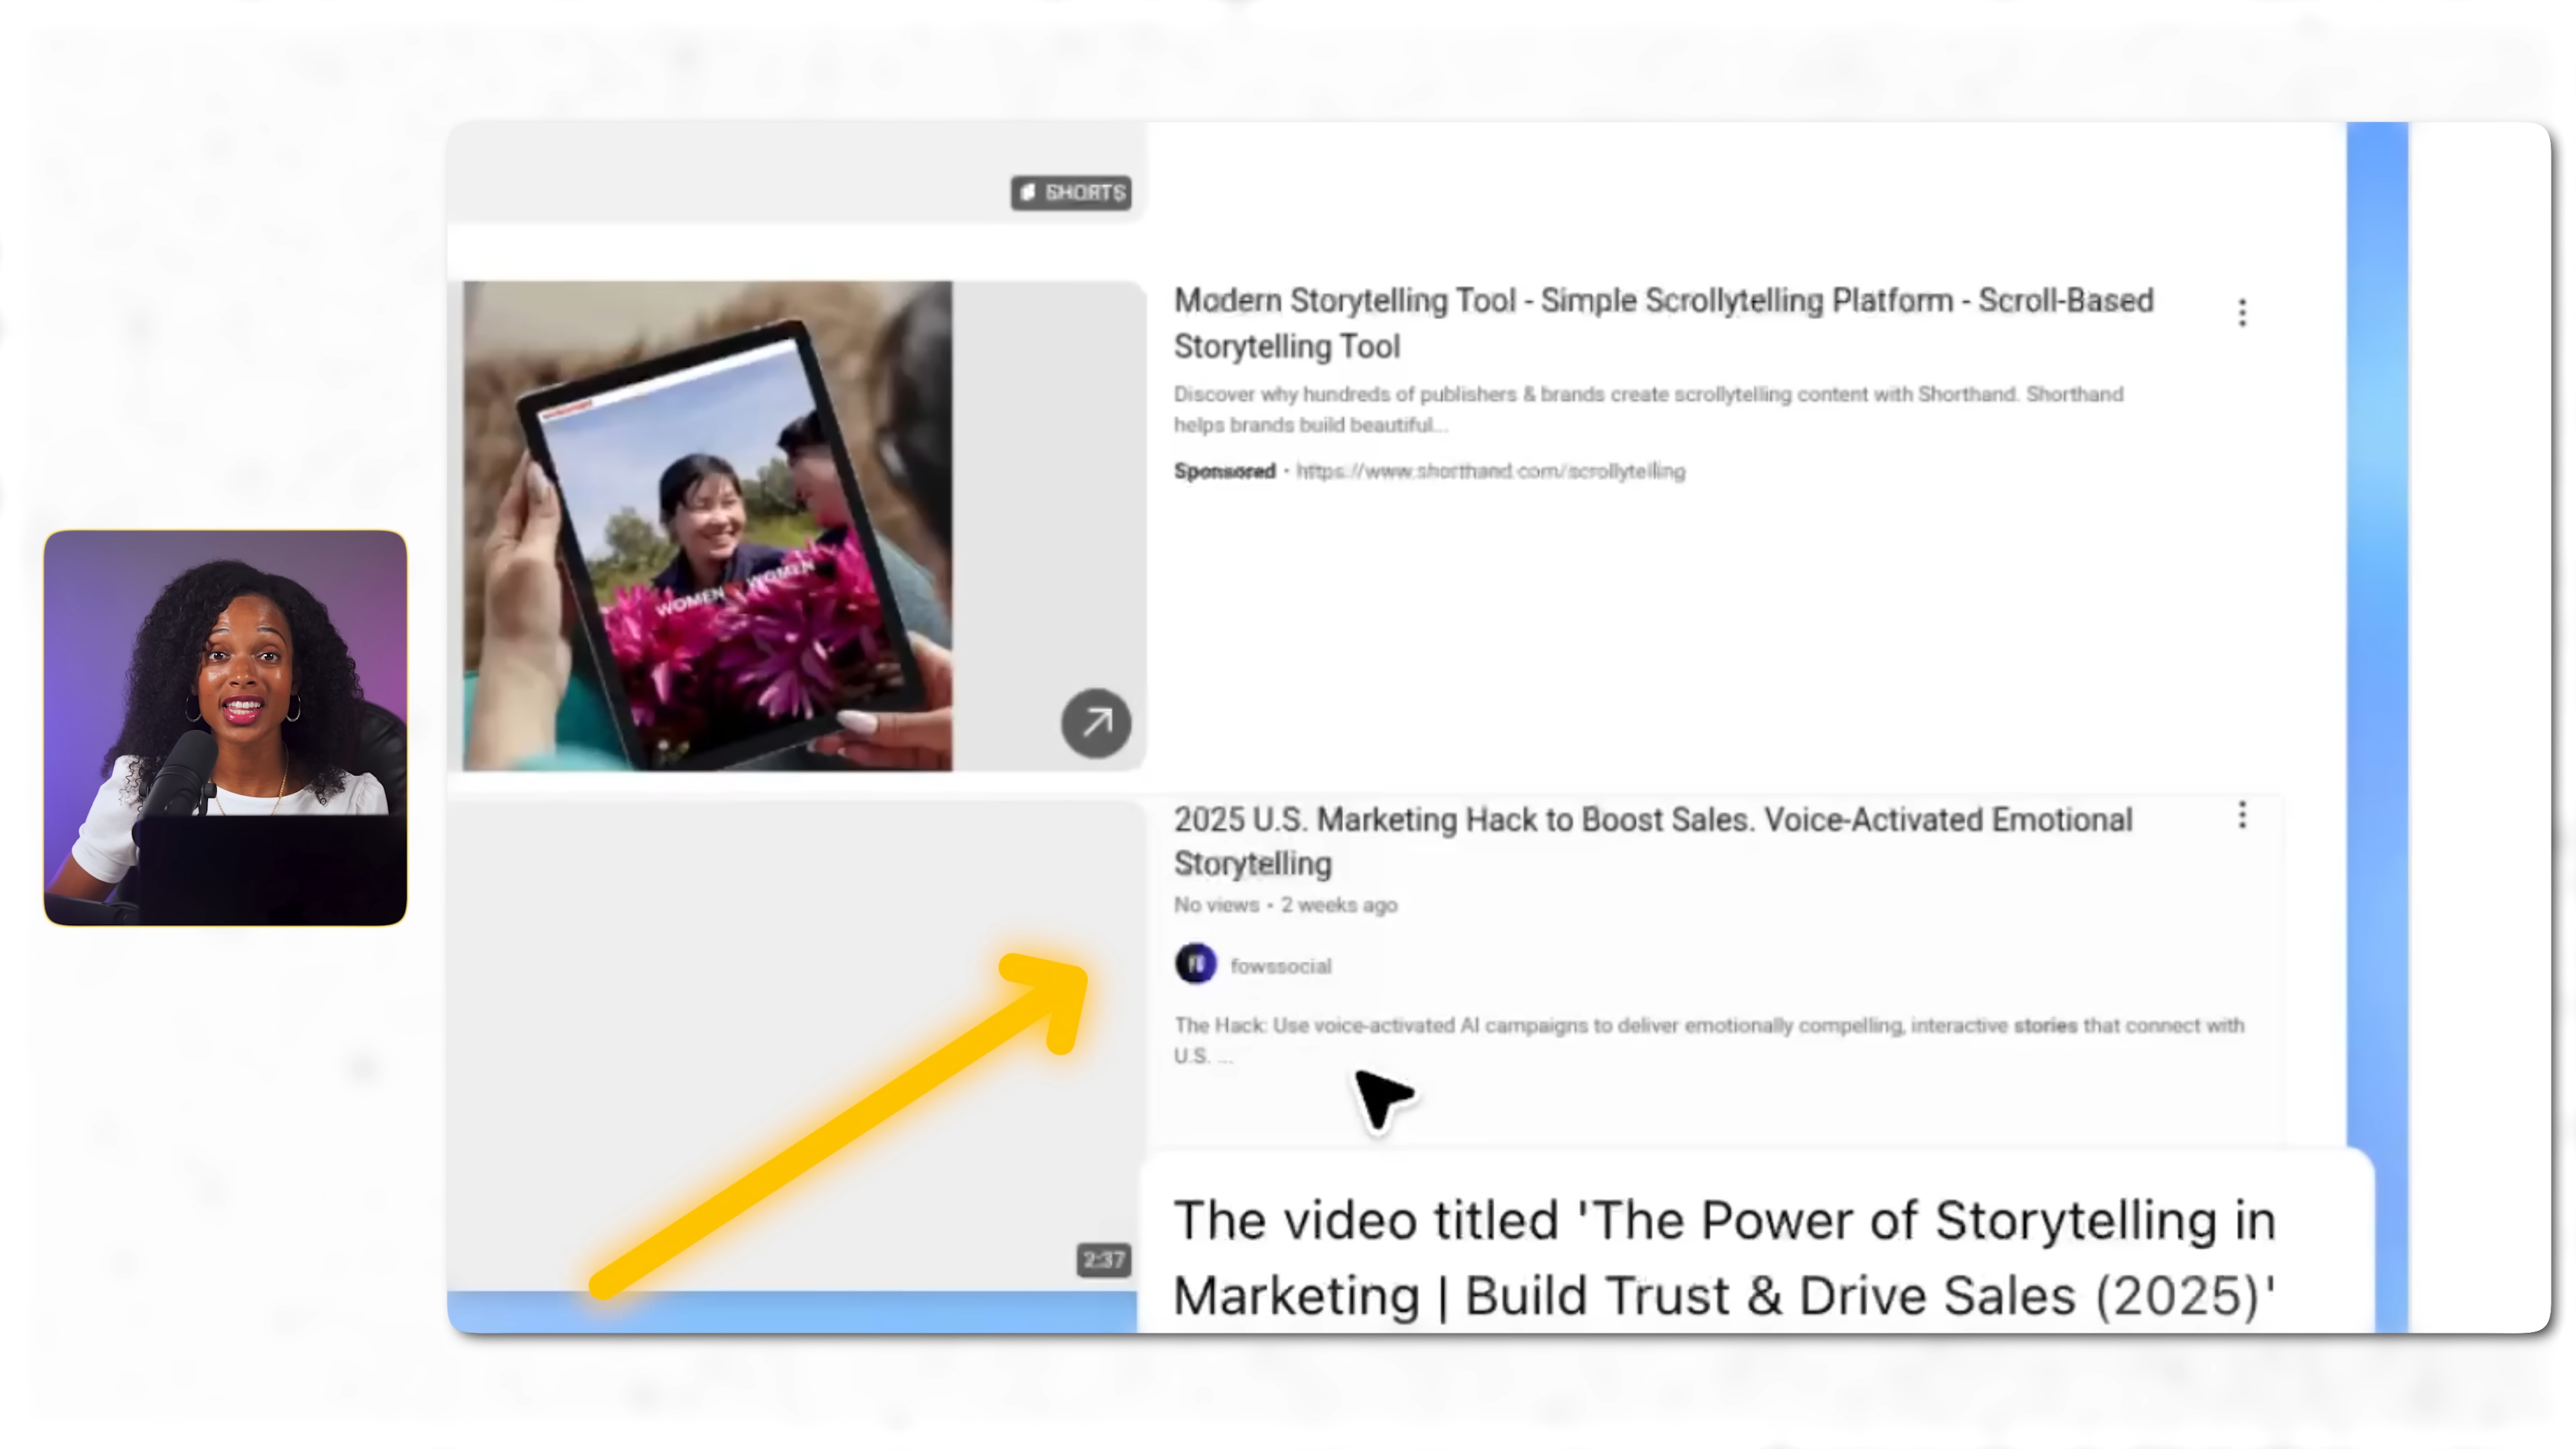 SHORTS
Modern Storytelling Tool - Simple Scrollytelling Platform - Scroll-Based
Storytelling Tool
Discover why hundreds of publishers & brands create scrollytelling content with Shorthand. Shorthand
helps brands build beautiful...
Sponsored · https://www.shorthand.com/scrollytelling
WOMEN WOMEN
2025 U.S. Marketing Hack to Boost Sales. Voice-Activated Emotional
Storytelling
No views • 2 weeks ago
fowssocial
The Hack: Use voice-activated AI campaigns to deliver emotionally compelling, interactive stories that connect with
U.S. ...
2:37
The video titled 'The Power of Storytelling in
Marketing | Build Trust & Drive Sales (2025)'